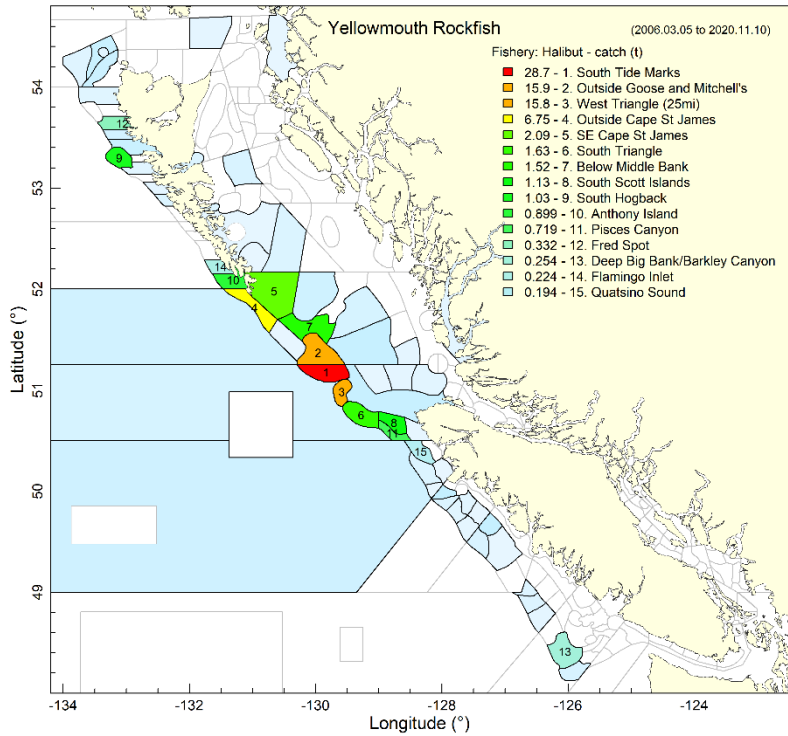 Yellowmouth Rockfish
(2006.03.05 to 2020.11.10)
Fishery: Halibut - catch (t)
28.7 - 1. South Tide Marks
15.9 - 2. Outside Goose and Mitchell's
15.8 - 3. West Triangle (25mi)
6.75 - 4. Outside Cape St James
2.09 - 5. SE Cape St James
1.63 - 6. South Triangle
1.52 - 7. Below Middle Bank
1.13 - 8. South Scott Islands
1.03 - 9. South Hogback
0.899 - 10. Anthony Island
0.719 - 11. Pisces Canyon
0.332 - 12. Fred Spot
0.254 - 13. Deep Big Bank/Barkley Canyon
0.224 - 14. Flamingo Inlet
0.194 - 15. Quatsino Sound
54
53
52
51
50
49
Latitude (°)
12
9
14
10
5
4
7
2
1
3
6
8
11
15
13
-134
-132
-130
-128
-126
-124
Longitude (°)